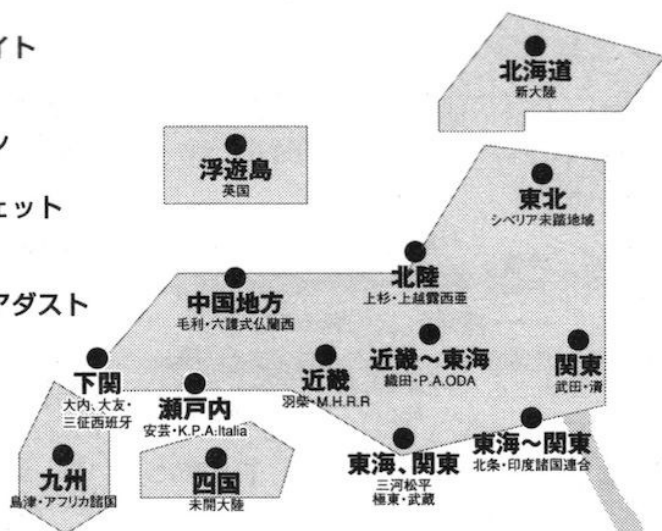 イト
ン
ェット
アダスト
北海道
新大陸
浮遊島
英国
東北
シベリア未踏地域
北陸
上杉・上越露西亜
中国地方
毛利・六護式仏蘭西
近畿～東海
織田・P.A.ODA
関東
武田・清
近畿
羽柴・M.H.R.R
下関
大内、大友・
三征西班牙
瀬戸内
安芸・K.P.A.Italia
東海～関東
北条・印度諸国連合
東海、関東
三河松平
極東・武蔵
九州
島津・アフリカ諸国
四国
未開大陸